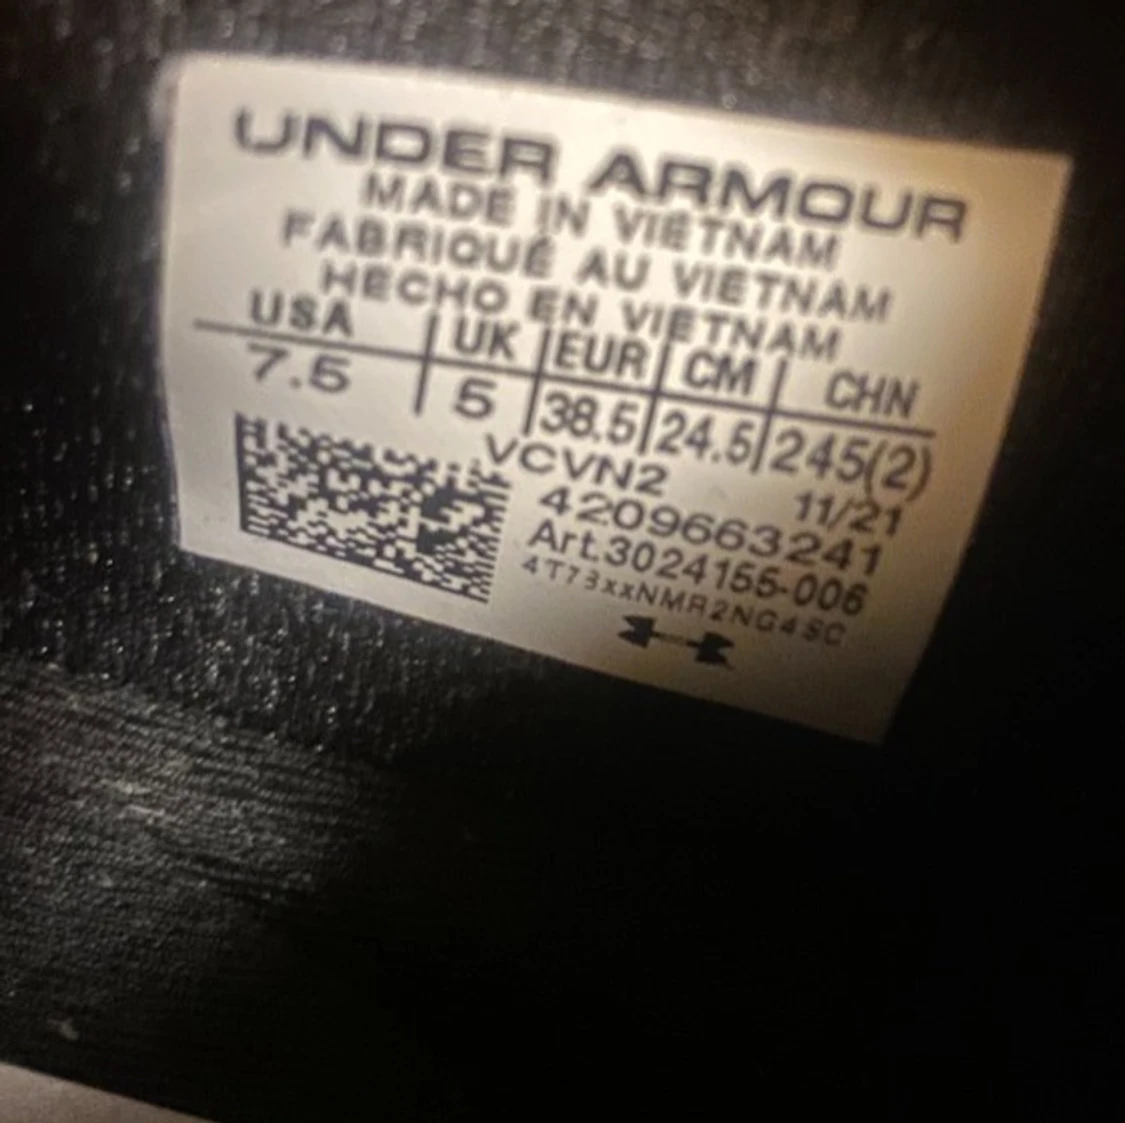 UNDER ARMOUR
MADE IN VIETNAM
FABRIQUÉ AU VIETNAM
HECHO EN VIETNAM
USA UK EUR CM CHN
7.5 5 38.5 24.5 245(2)
VCVN2 11/21
4209663241
Art.3024155-006
4T73xxNMR2NG4SC